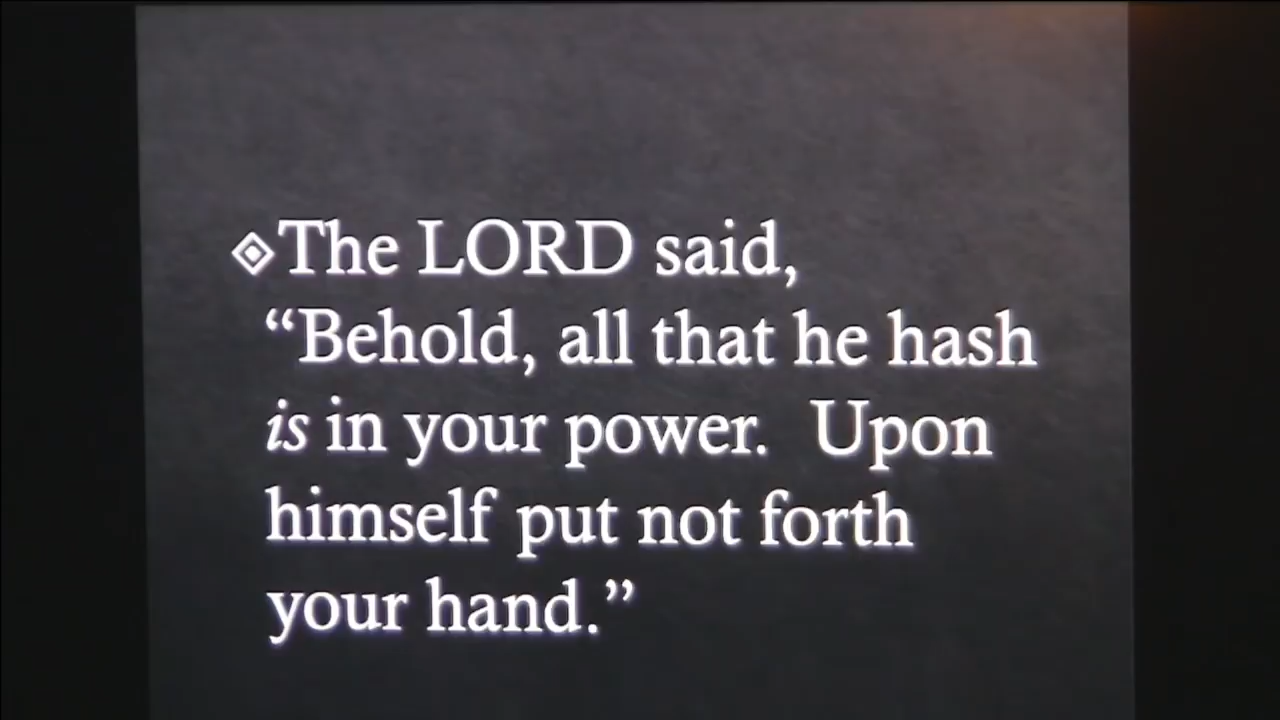 The LORD said,
“Behold, all that he hash
is in your power. Upon
himself put not forth
your hand.”